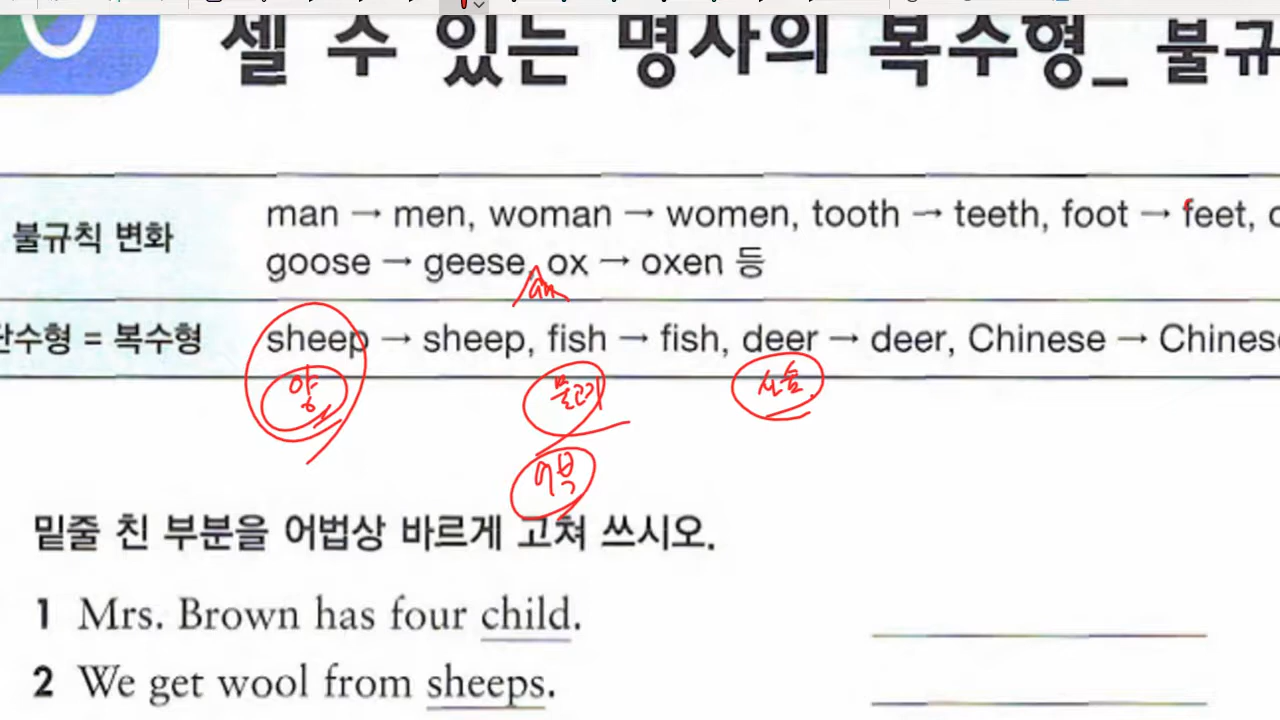 셀 수 있는 명사의 복수형_ 불규
불규칙 변화
man → men, woman → women, tooth → teeth, foot → feet, c
goose → geese, ox → oxen 등
an
단수형 = 복수형
sheep → sheep, fish → fish, deer → deer, Chinese → Chines
양
물고기
사슴
어부
밑줄 친 부분을 어법상 바르게 고쳐 쓰시오.
1 Mrs. Brown has four child.
2 We get wool from sheeps.